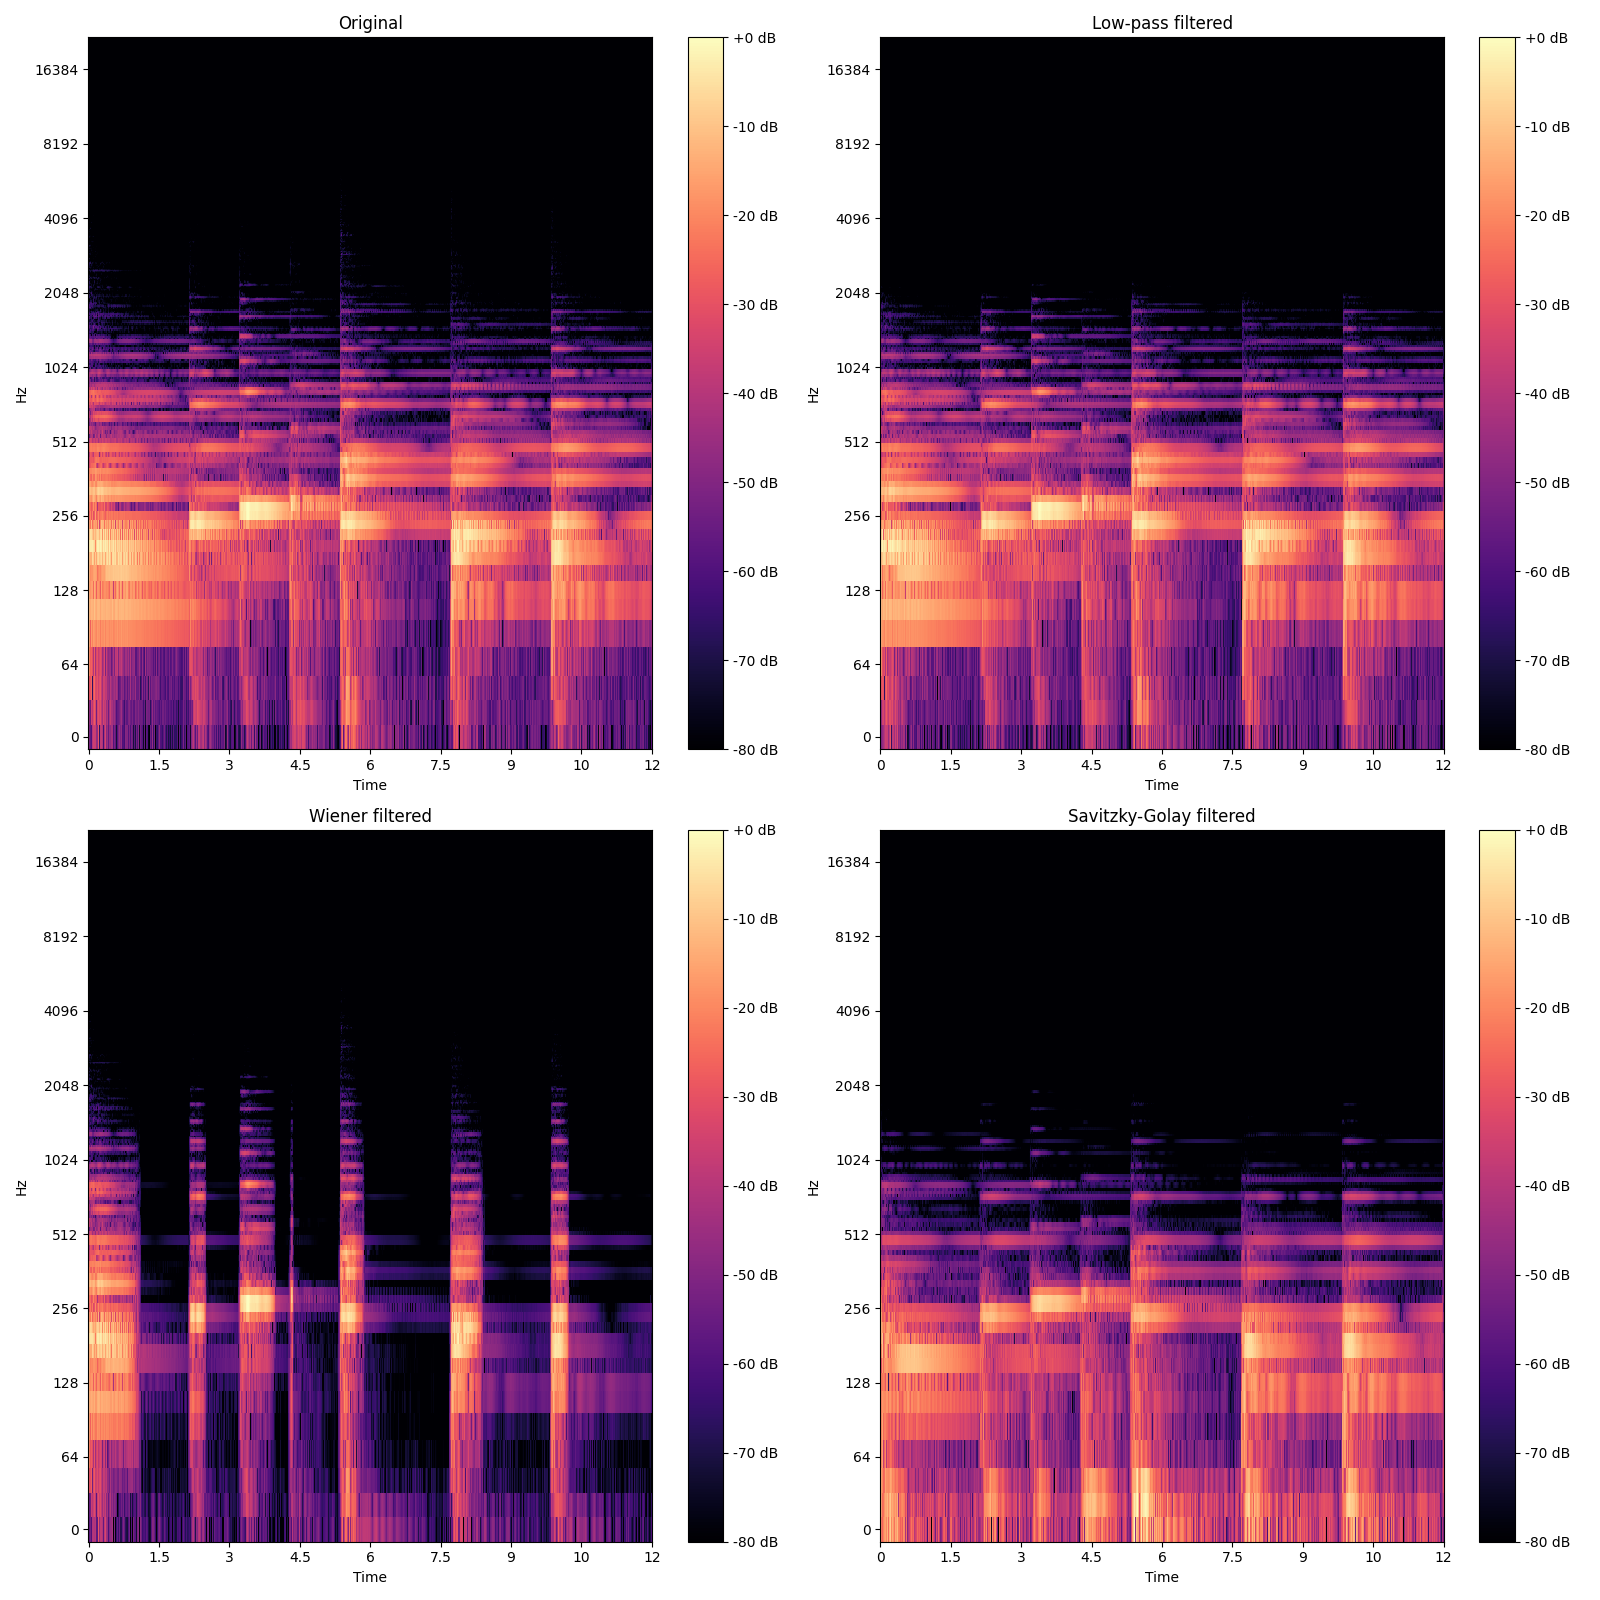 Original
16384
8192
4096
2048
1024
512
256
128
64
0
Hz
0 1.5 3 4.5 6 7.5 9 10 12
Time
+0 dB
-10 dB
-20 dB
-30 dB
-40 dB
-50 dB
-60 dB
-70 dB
-80 dB
Low-pass filtered
16384
8192
4096
2048
1024
512
256
128
64
0
Hz
0 1.5 3 4.5 6 7.5 9 10 12
Time
+0 dB
-10 dB
-20 dB
-30 dB
-40 dB
-50 dB
-60 dB
-70 dB
-80 dB
Wiener filtered
16384
8192
4096
2048
1024
512
256
128
64
0
Hz
0 1.5 3 4.5 6 7.5 9 10 12
Time
+0 dB
-10 dB
-20 dB
-30 dB
-40 dB
-50 dB
-60 dB
-70 dB
-80 dB
Savitzky-Golay filtered
16384
8192
4096
2048
1024
512
256
128
64
0
Hz
0 1.5 3 4.5 6 7.5 9 10 12
Time
+0 dB
-10 dB
-20 dB
-30 dB
-40 dB
-50 dB
-60 dB
-70 dB
-80 dB